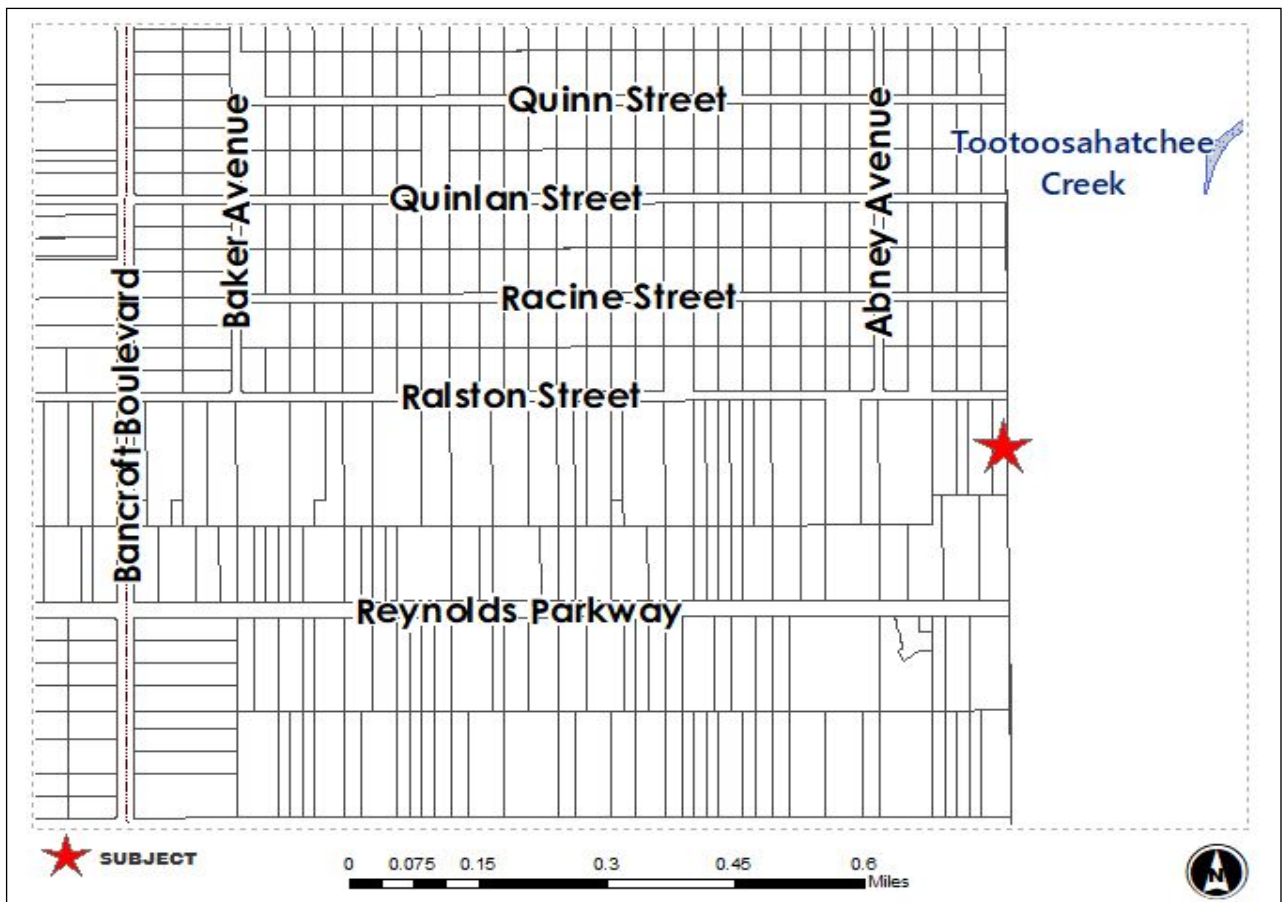 Quinn Street
Baker Avenue
Abney Avenue
Tootoosahatchee
Creek
Quinlan Street
Bancroft Boulevard
Racine Street
Ralston Street
Reynolds Parkway
SUBJECT
0 0.075 0.15 0.3 0.45 0.6
Miles
N